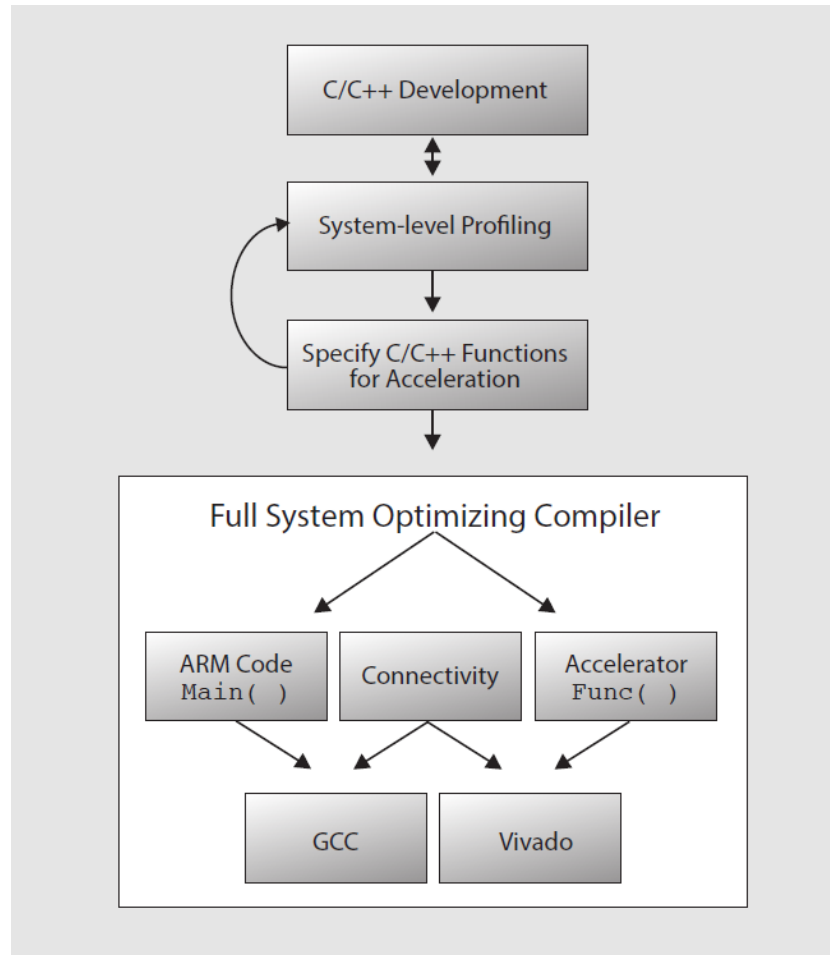 C/C++ Development
System-level Profiling
Specify C/C++ Functions
for Acceleration
Full System Optimizing Compiler
ARM Code
Main( )
Connectivity
Accelerator
Func( )
GCC
Vivado